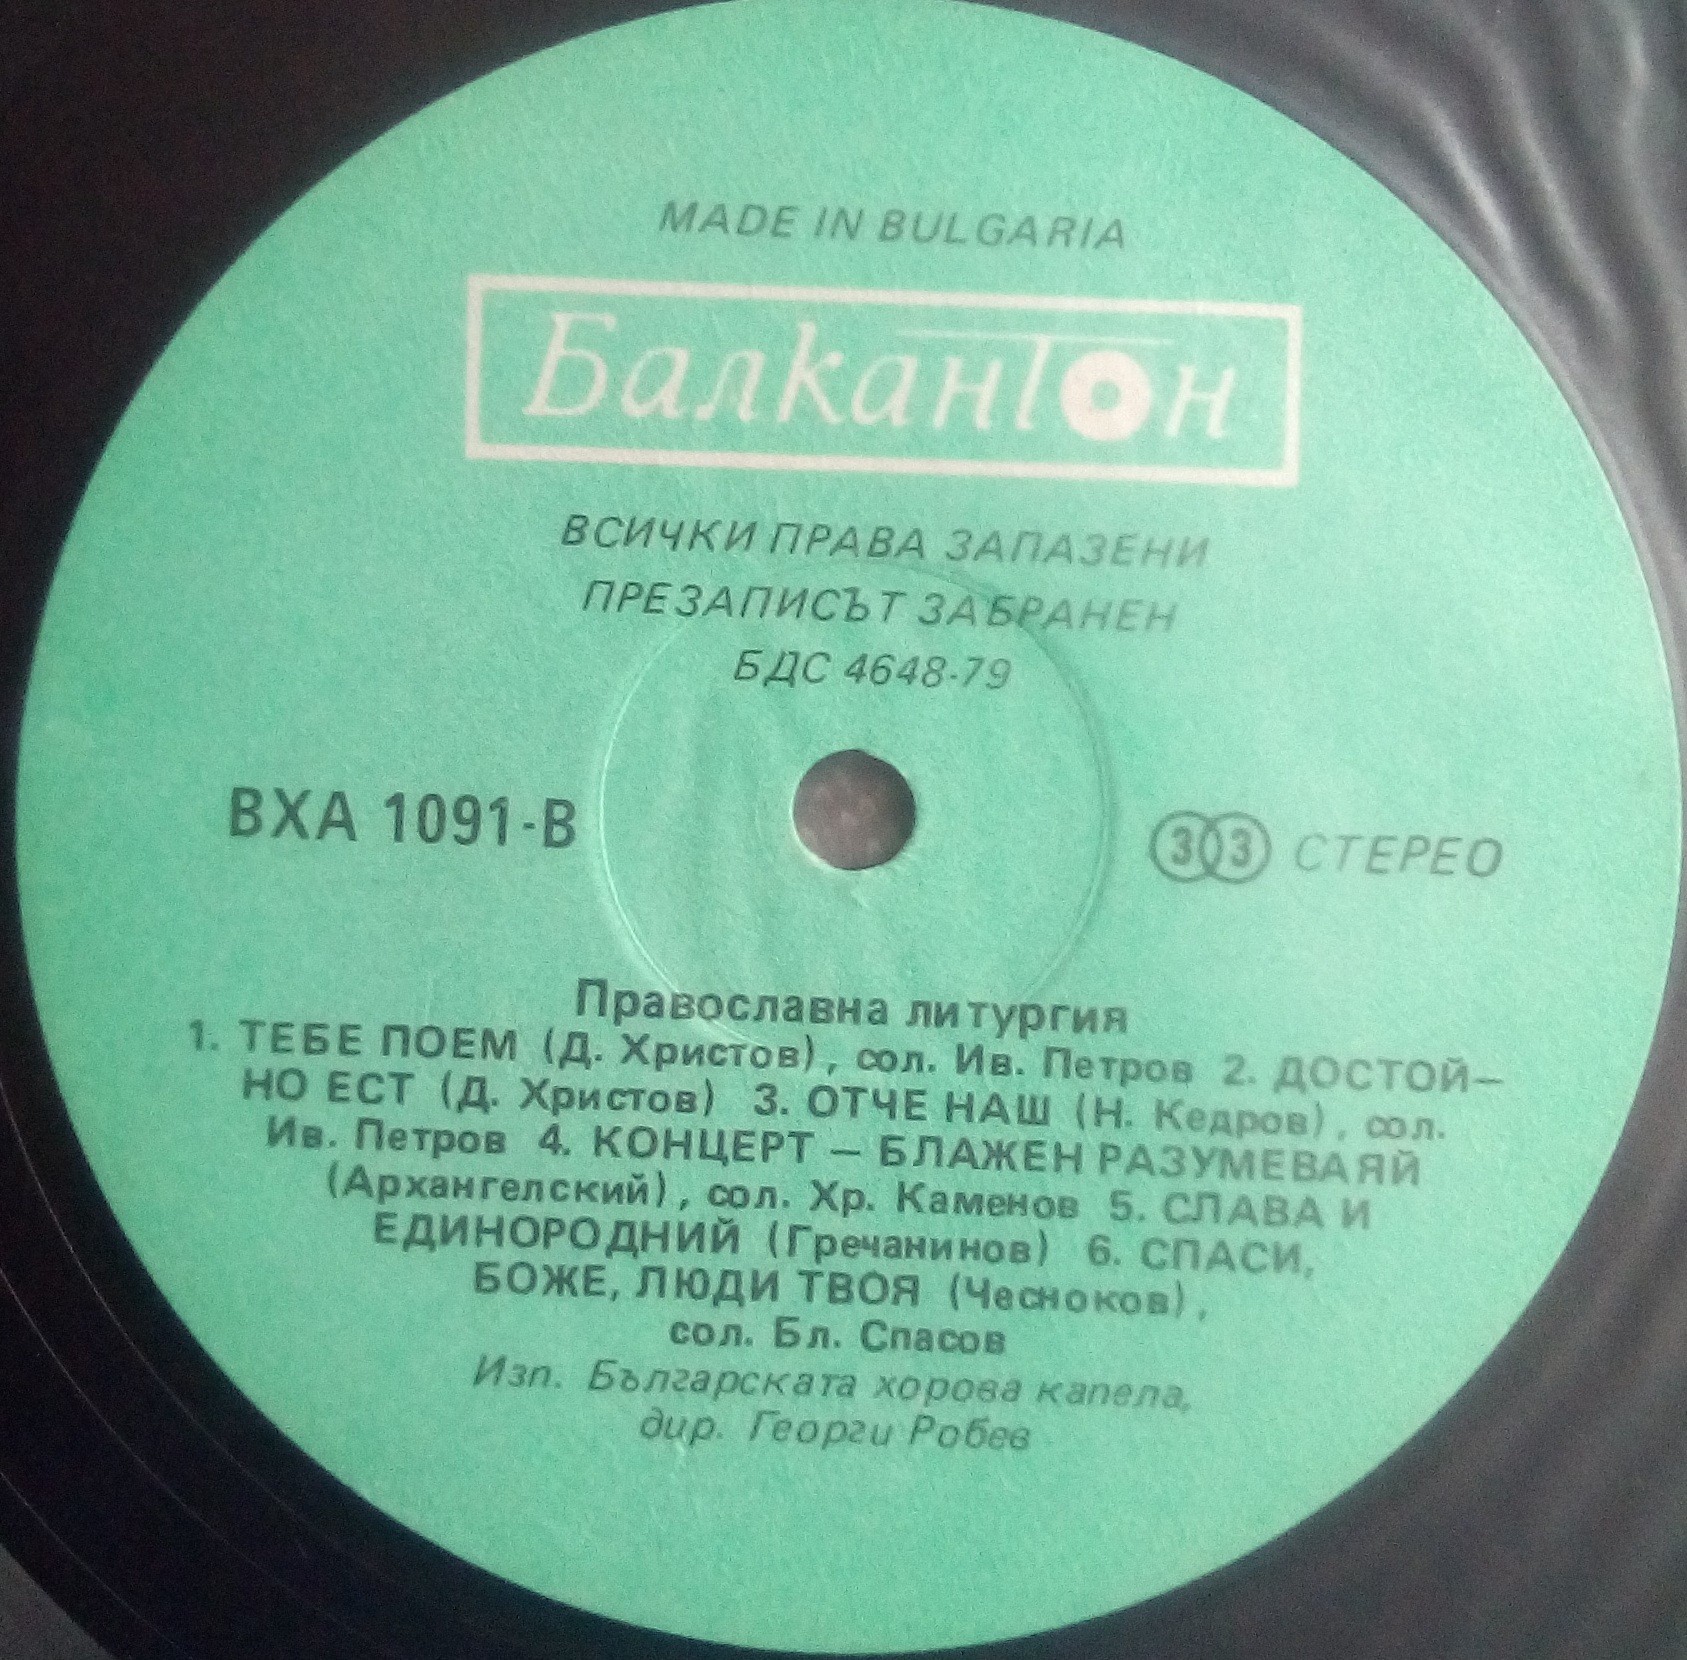 MADE IN BULGARIA
Балкантон
ВСИЧКИ ПРАВА ЗАПАЗЕНИ
ПРЕЗАПИСЪТ ЗАБРАНЕН
БДС 4648-79
ВХА 1091-В
33 СТЕРЕО
Православна литургия
1. ТЕБЕ ПОЕМ (Д. Христов), сол. Ив. Петров 2. ДОСТОЙ–
НО ЕСТ (Д. Христов) 3. ОТЧЕ НАШ (Н. Кедров), сол.
Ив. Петров 4. КОНЦЕРТ – БЛАЖЕН РАЗУМЕВАЯЙ
(Архангелский), сол. Хр. Каменов 5. СЛАВА И
ЕДИНОРОДНИЙ (Гречанинов) 6. СПАСИ,
БОЖЕ, ЛЮДИ ТВОЯ (Чесноков),
сол. Бл. Спасов
Изп. Българската хорова капела,
дир. Георги Робев